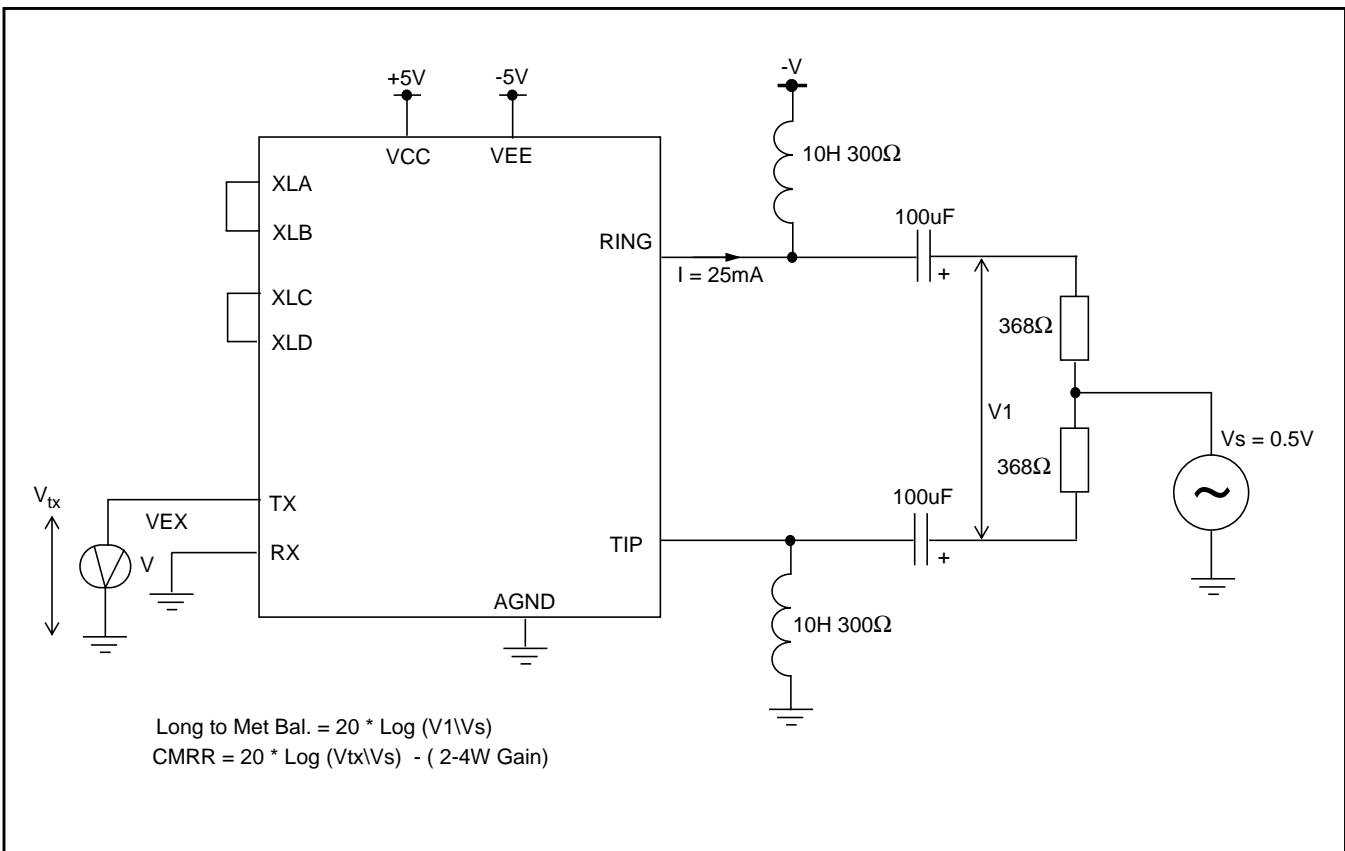 +5V
-5V
-V
VCC
VEE
10H 300Ω
XLA
XLB
100uF
RING
+
I = 25mA
XLC
XLD
368Ω
V1
Vs = 0.5V
368Ω
100uF
Vtx
TX
VEX
TIP
+
V
RX
AGND
10H 300Ω
Long to Met Bal. = 20 * Log (V1\Vs)
CMRR = 20 * Log (Vtx\Vs) - ( 2-4W Gain)